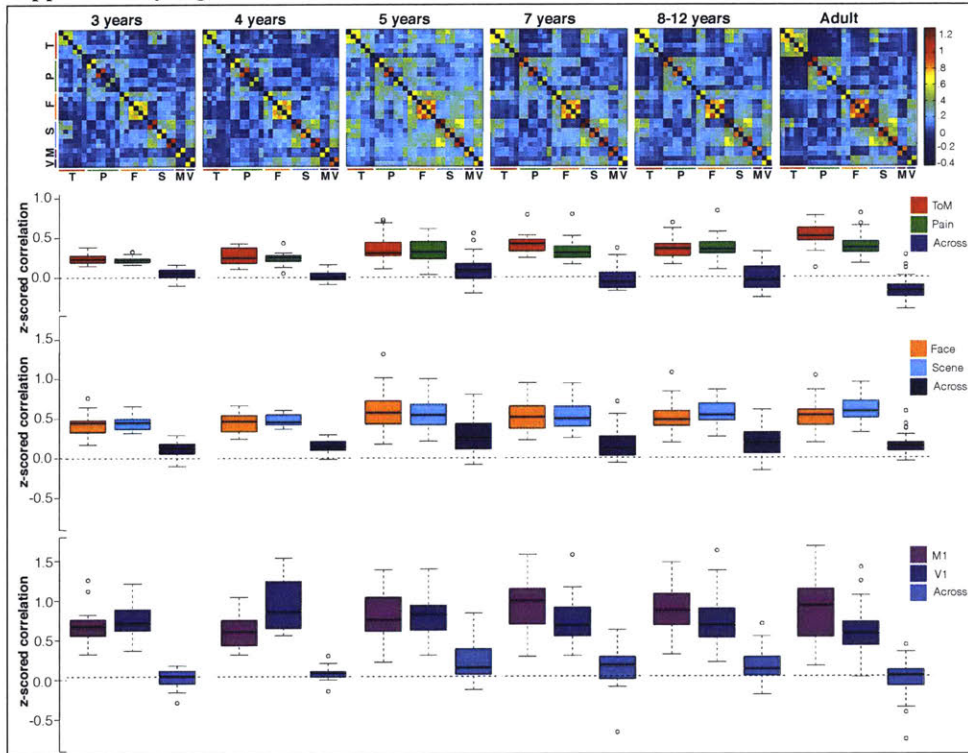 3 years 4 years 5 years 7 years 8-12 years Adult
T P F S M V
1.2
1
.8
.6
.4
.2
0
-0.2
-0.4
T P F S M V T P F S M V T P F S M V T P F S M V T P F S M V T P F S M V
z-scored correlation
1.0
0.5
0.0
ToM
Pain
Across
z-scored correlation
1.5
1.0
0.5
0.0
-0.5
Face
Scene
Across
z-scored correlation
1.5
1.0
0.5
0.0
-0.5
M1
V1
Across